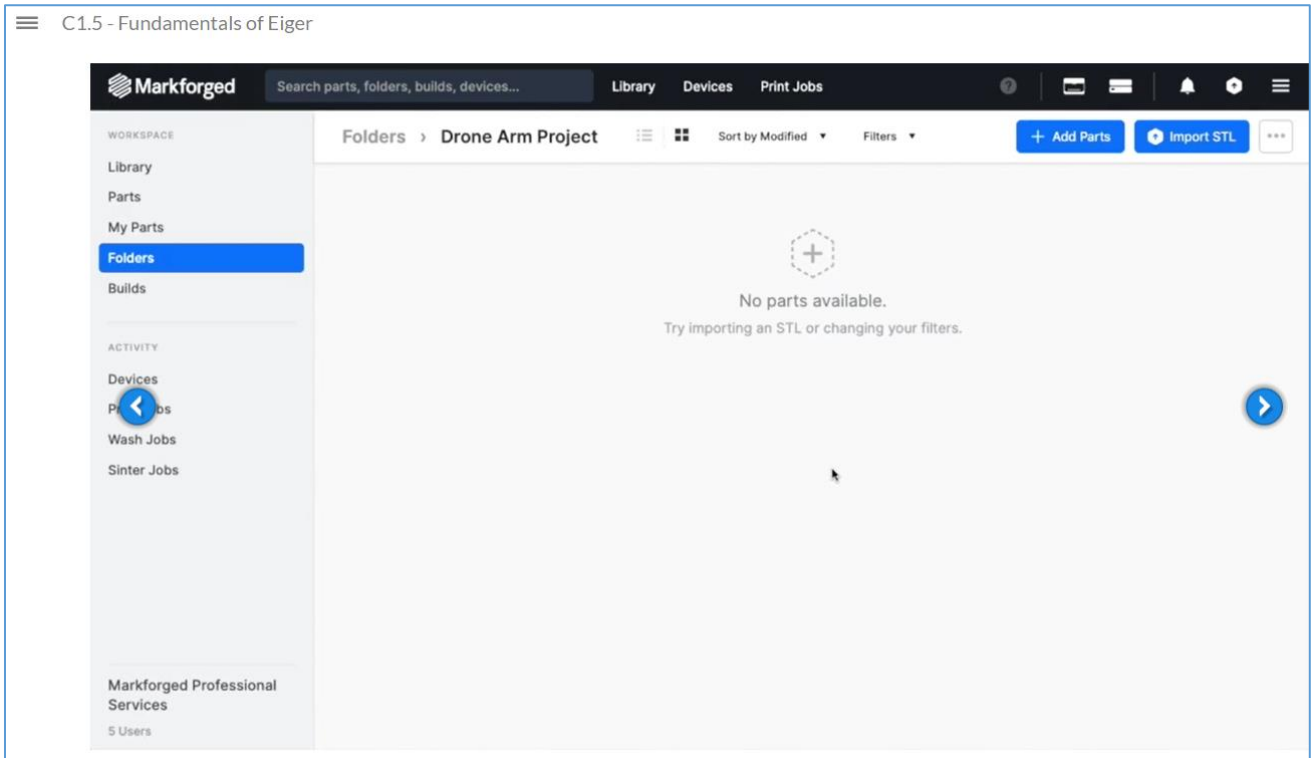 C1.5 - Fundamentals of Eiger
Markforged
Search parts, folders, builds, devices...
Library
Devices
Print Jobs
WORKSPACE
Library
Parts
My Parts
Folders
Builds
ACTIVITY
Devices
Wash Jobs
Sinter Jobs
Markforged Professional
Services
5 Users
Folders › Drone Arm Project
Sort by Modified
Filters
+ Add Parts
Import STL
No parts available.
Try importing an STL or changing your filters.